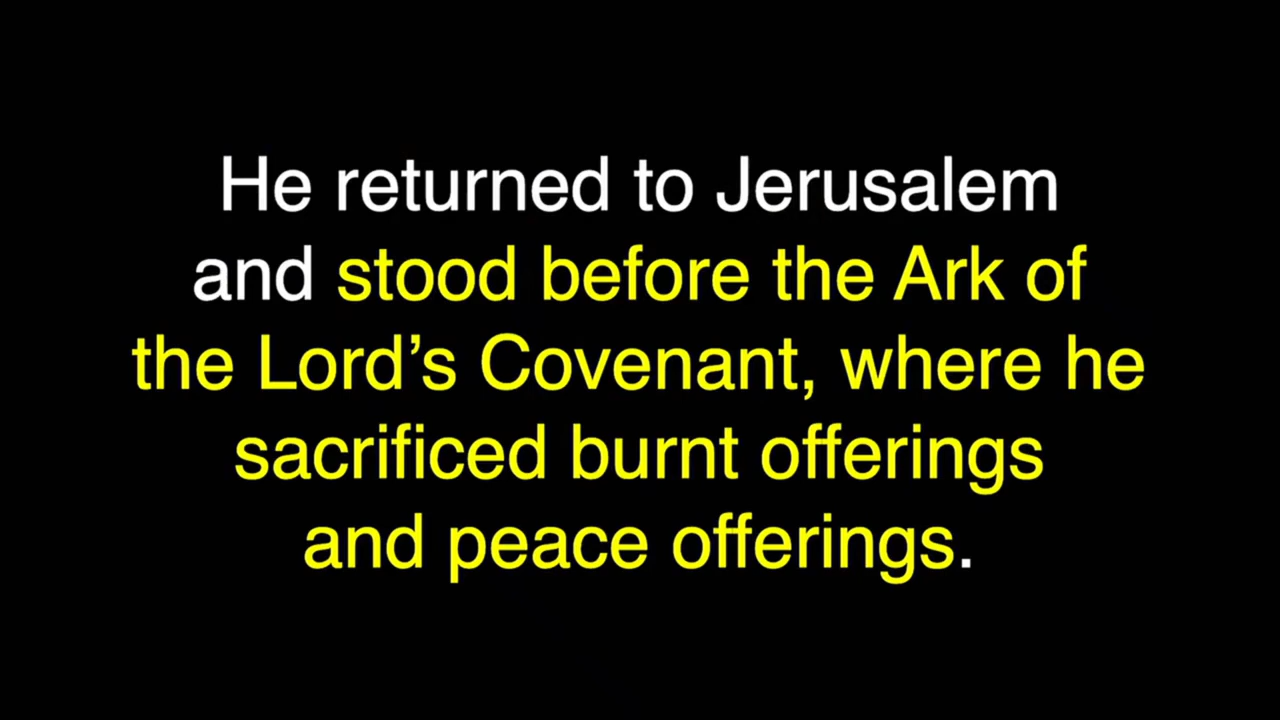 He returned to Jerusalem
and stood before the Ark of
the Lord’s Covenant, where he
sacrificed burnt offerings
and peace offerings.